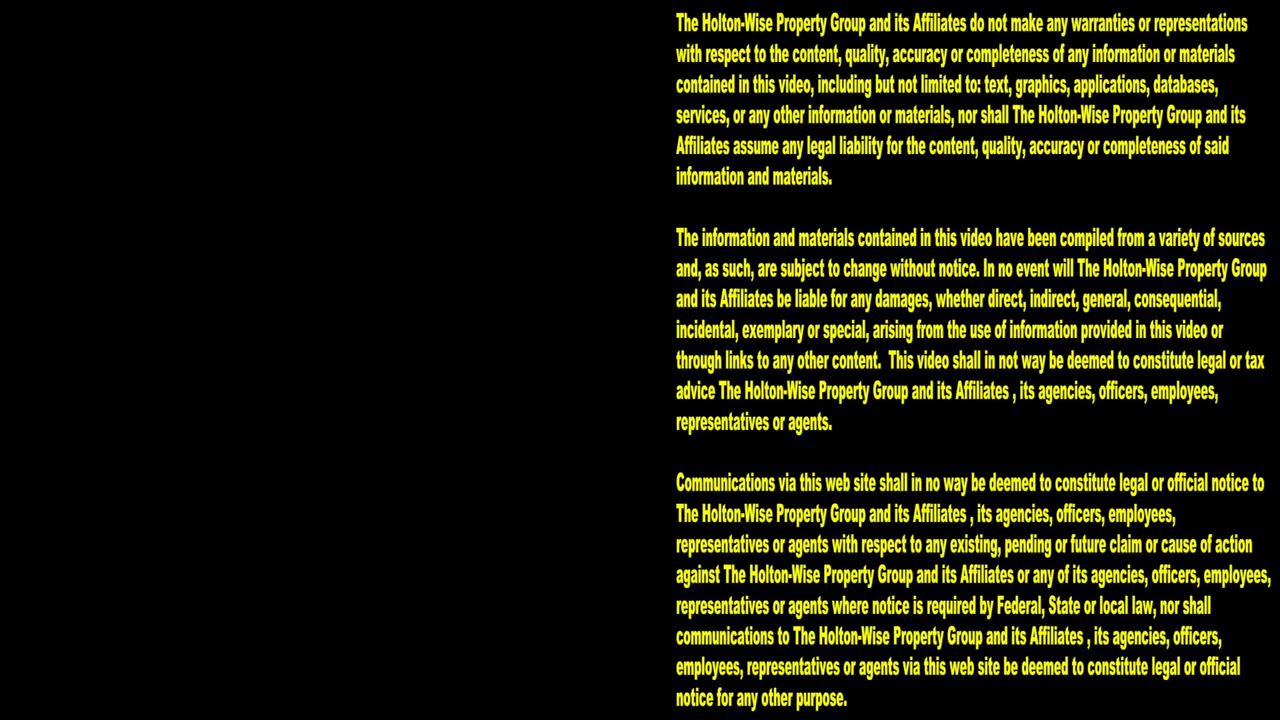 The Holton-Wise Property Group and its Affiliates do not make any warranties or representations
with respect to the content, quality, accuracy or completeness of any information or materials
contained in this video, including but not limited to: text, graphics, applications, databases,
services, or any other information or materials, nor shall The Holton-Wise Property Group and its
Affiliates assume any legal liability for the content, quality, accuracy or completeness of said
information and materials.
The information and materials contained in this video have been compiled from a variety of sources
and, as such, are subject to change without notice. In no event will The Holton-Wise Property Group
and its Affiliates be liable for any damages, whether direct, indirect, general, consequential,
incidental, exemplary or special, arising from the use of information provided in this video or
through links to any other content.  This video shall in not way be deemed to constitute legal or tax
advice The Holton-Wise Property Group and its Affiliates , its agencies, officers, employees,
representatives or agents.
Communications via this web site shall in no way be deemed to constitute legal or official notice to
The Holton-Wise Property Group and its Affiliates , its agencies, officers, employees,
representatives or agents with respect to any existing, pending or future claim or cause of action
against The Holton-Wise Property Group and its Affiliates or any of its agencies, officers, employees,
representatives or agents where notice is required by Federal, State or local law, nor shall
communications to The Holton-Wise Property Group and its Affiliates , its agencies, officers,
employees, representatives or agents via this web site be deemed to constitute legal or official
notice for any other purpose.